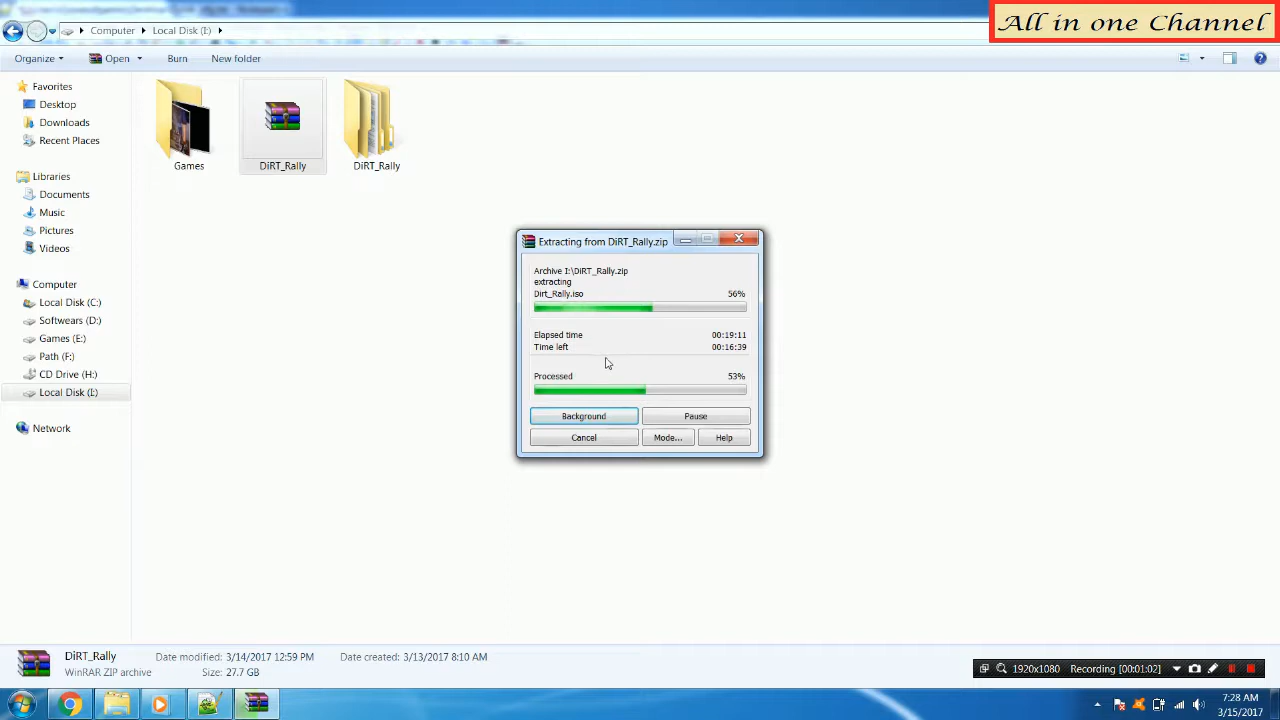 All in one Channel
Computer Local Disk (I:)
Organize Open Burn New folder
Favorites
Desktop
Downloads
Recent Places
Libraries
Documents
Music
Pictures
Videos
Computer
Local Disk (C:)
Softwears (D:)
Games (E:)
Path (F:)
CD Drive (H:)
Local Disk (I:)
Network
Games
DiRT_Rally
DiRT_Rally
Extracting from DiRT_Rally.zip
Archive I:\DiRT_Rally.zip
extracting
Dirt_Rally.iso 56%
Elapsed time 00:19:11
Time left 00:16:39
Processed 53%
Background Pause
Cancel Mode... Help
DiRT_Rally Date modified: 3/14/2017 12:59 PM Date created: 3/13/2017 8:10 AM
WinRAR ZIP archive Size: 27.7 GB
1920x1080 Recording [00:01:02]
7:28 AM
3/15/2017